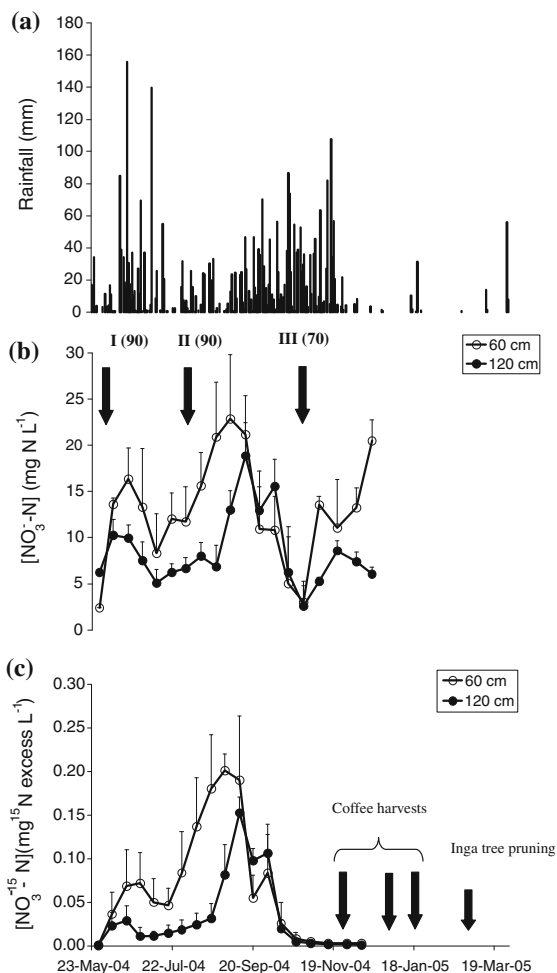 (a)
180
160
140
120
100
80
60
40
20
0
Rainfall (mm)
I (90) II (90) III (70)
(b)
30
25
20
15
10
5
0
[NO3--N] (mg N L-1)
60 cm
120 cm
(c)
0.30
0.25
0.20
0.15
0.10
0.05
0.00
[NO3-15 - N](mg15N excess L-1)
60 cm
120 cm
Coffee harvests
Inga tree pruning
23-May-04 22-Jul-04 20-Sep-04 19-Nov-04 18-Jan-05 19-Mar-05